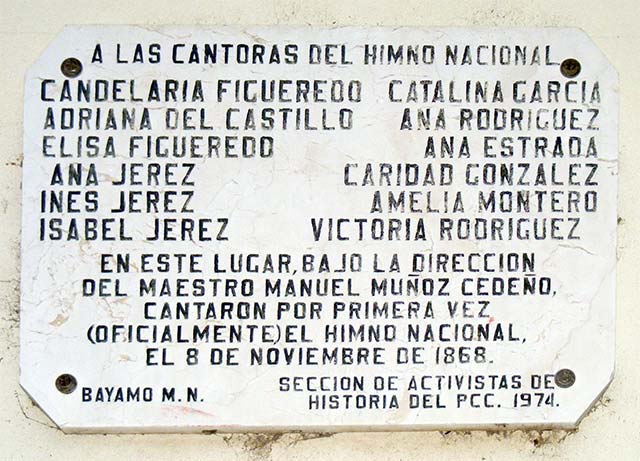 A LAS CANTORAS DEL HIMNO NACIONAL
CANDELARIA FIGUEREDO CATALINA GARCIA
ADRIANA DEL CASTILLO ANA RODRIGUEZ
ELISA FIGUEREDO ANA ESTRADA
ANA JEREZ CARIDAD GONZALEZ
INES JEREZ AMELIA MONTERO
ISABEL JEREZ VICTORIA RODRIGUEZ
EN ESTE LUGAR, BAJO LA DIRECCION
DEL MAESTRO MANUEL MUÑOZ CEDEÑO,
CANTARON POR PRIMERA VEZ
(OFICIALMENTE) EL HIMNO NACIONAL,
EL 8 DE NOVIEMBRE DE 1868.
BAYAMO M.N. SECCION DE ACTIVISTAS DE
HISTORIA DEL PCC. 1974.